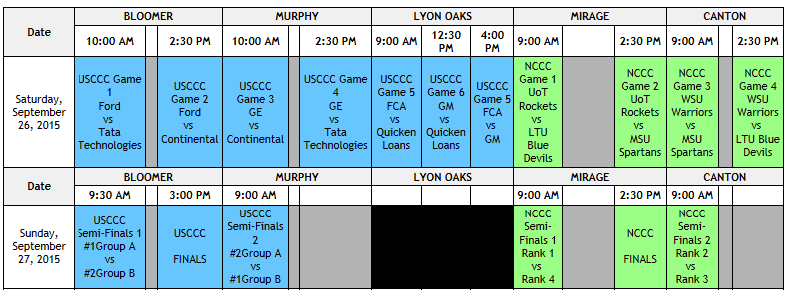 Date BLOOMER MURPHY LYON OAKS MIRAGE CANTON
10:00 AM 2:30 PM 10:00 AM 2:30 PM 9:00 AM 12:30 PM 4:00 PM 9:00 AM 2:30 PM 9:00 AM 2:30 PM
Saturday,
September
26, 2015
USCCC Game
1
Ford
vs
Tata
Technologies
USCCC
Game 2
Ford
vs
Continental
USCCC
Game 3
GE
vs
Continental
USCCC Game
4
GE
vs
Tata
Technologies
USCCC
Game 5
FCA
vs
Quicken
Loans
USCCC
Game 6
GM
vs
Quicken
Loans
USCCC
Game 5
FCA
vs
GM
NCCC
Game 1
UoT
Rockets
vs
LTU
Blue
Devils
NCCC
Game 2
UoT
Rockets
vs
MSU
Spartans
NCCC
Game 3
WSU
Warriors
vs
MSU
Spartans
NCCC
Game 4
WSU
Warriors
vs
LTU Blue
Devils
Date BLOOMER MURPHY LYON OAKS MIRAGE CANTON
9:30 AM 3:00 PM 9:00 AM 9:00 AM 2:30 PM 9:00 AM
Sunday,
September
27, 2015
USCCC
Semi-Finals 1
#1Group A
vs
#2Group B
USCCC
FINALS
USCCC
Semi-Finals
2
#2Group A
vs
#1Group B
NCCC
Semi-
Finals 1
Rank 1
vs
Rank 4
NCCC
FINALS
NCCC
Semi-
Finals 2
Rank 2
vs
Rank 3